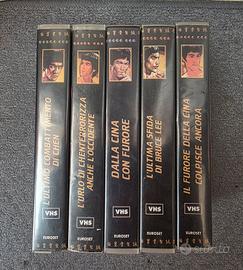 L'ULTIMO COMBATTIMENTO
DI CHEN
VHS
EUROSET
L'URLO DI CHEN TERRORIZZA
ANCHE L'OCCIDENTE
VHS
EUROSET
DALLA CINA
CON FURORE
VHS
EUROSET
L'ULTIMA SFIDA
DI BRUCE LEE
VHS
EUROSET
IL FURORE DELLA CINA
COLPISCE ANCORA
VHS
EUROSET